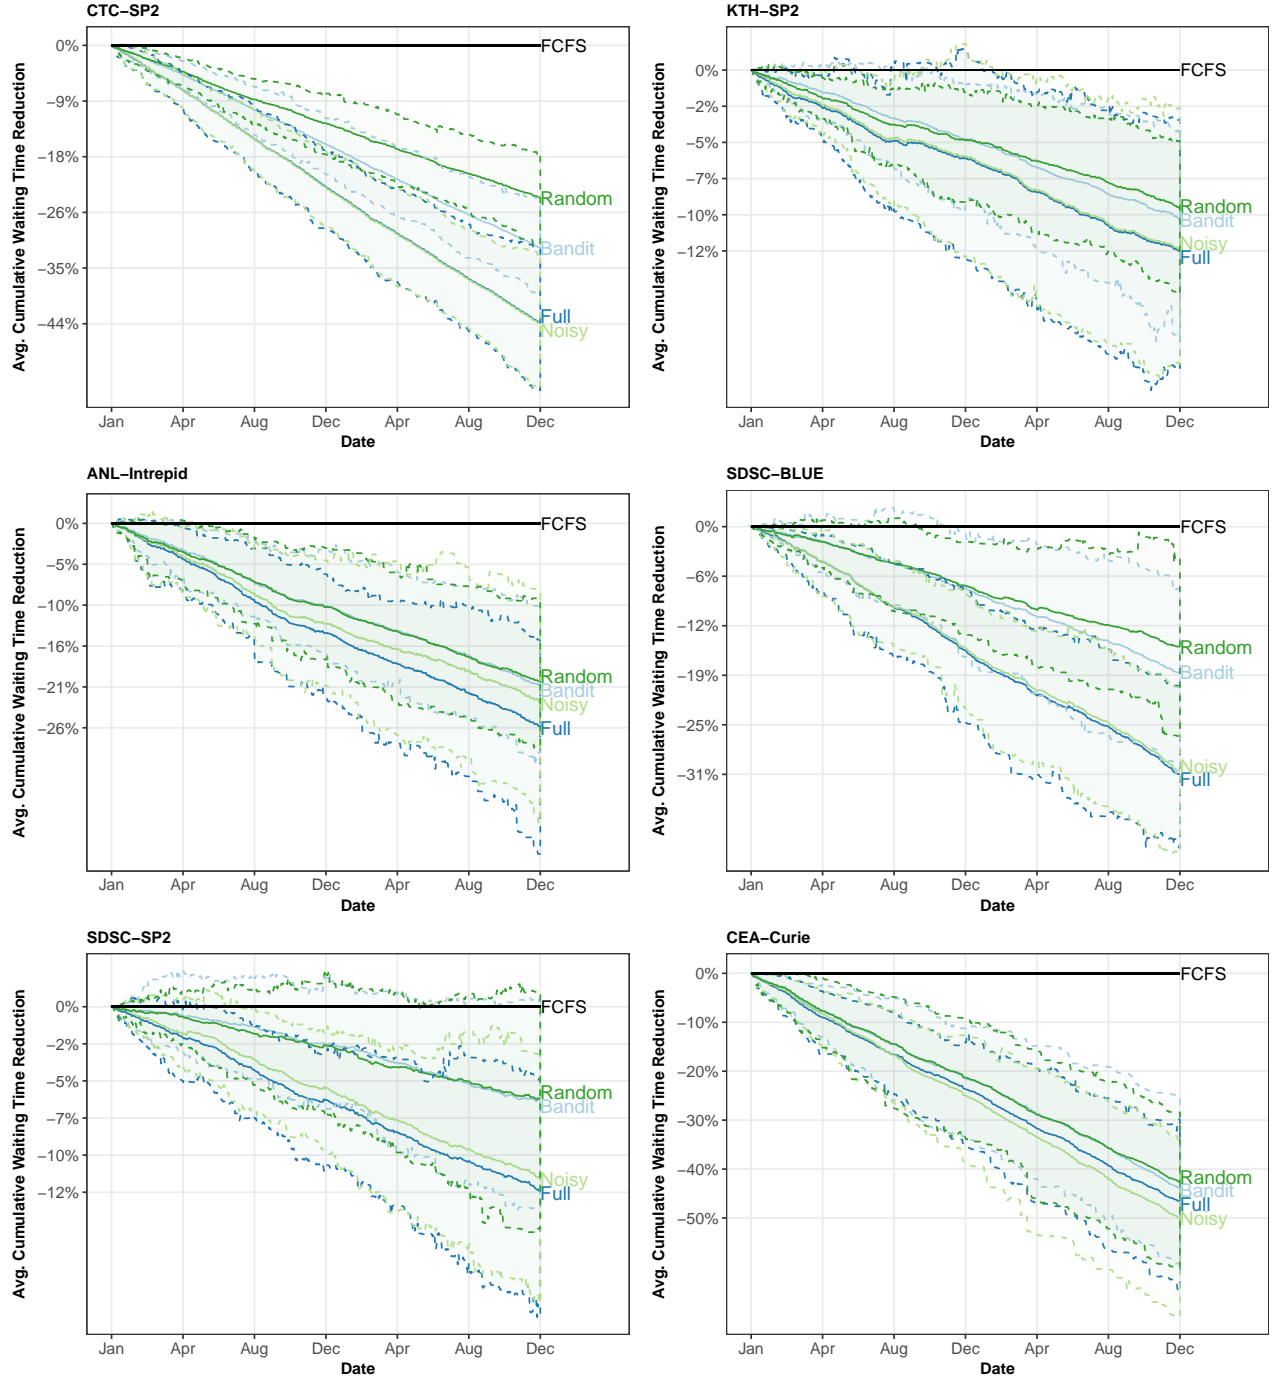 CTC−SP2
Avg. Cumulative Waiting Time Reduction
0%
−9%
−18%
−26%
−35%
−44%
FCFS
Random
Bandit
Full
Noisy
Jan Apr Aug Dec Apr Aug Dec
Date
KTH−SP2
Avg. Cumulative Waiting Time Reduction
0%
−2%
−5%
−7%
−10%
−12%
FCFS
Random
Bandit
Noisy
Full
Jan Apr Aug Dec Apr Aug Dec
Date
ANL−Intrepid
Avg. Cumulative Waiting Time Reduction
0%
−5%
−10%
−16%
−21%
−26%
FCFS
Random
Bandit
Noisy
Full
Jan Apr Aug Dec Apr Aug Dec
Date
SDSC−BLUE
Avg. Cumulative Waiting Time Reduction
0%
−6%
−12%
−19%
−25%
−31%
FCFS
Random
Bandit
Noisy
Full
Jan Apr Aug Dec Apr Aug Dec
Date
SDSC−SP2
Avg. Cumulative Waiting Time Reduction
0%
−2%
−5%
−7%
−10%
−12%
FCFS
Random
Bandit
Noisy
Full
Jan Apr Aug Dec Apr Aug Dec
Date
CEA−Curie
Avg. Cumulative Waiting Time Reduction
0%
−10%
−20%
−30%
−40%
−50%
FCFS
Random
Bandit
Full
Noisy
Jan Apr Aug Dec Apr Aug Dec
Date